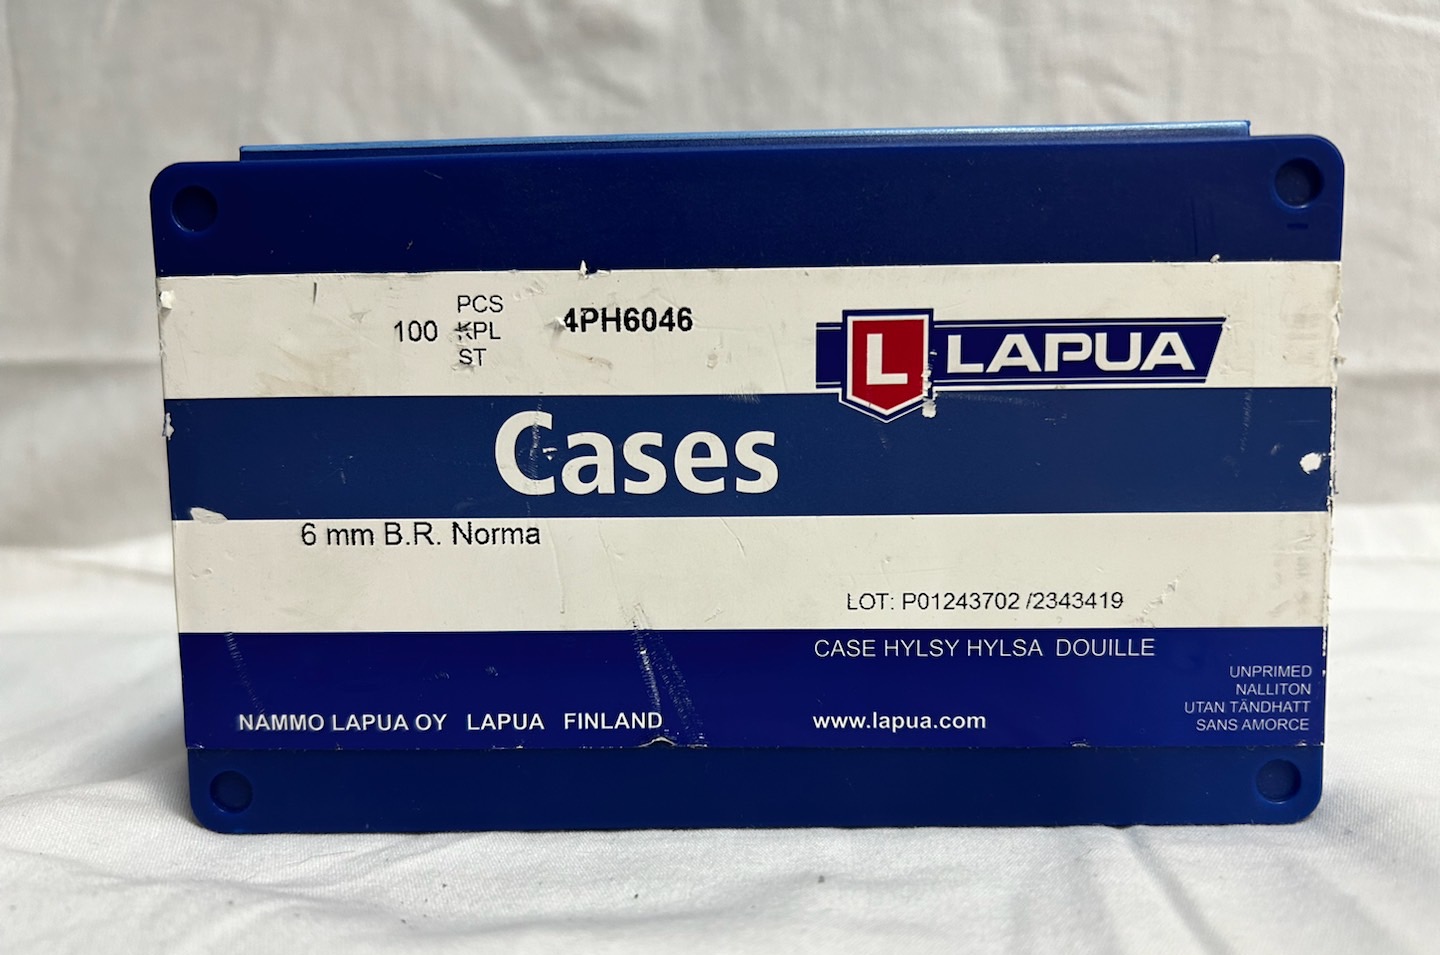 PCS
100 KPL
ST
4PH6046
L LAPUA
Cases
6 mm B.R. Norma
LOT: P01243702 /2343419
CASE HYLSY HYLSA DOUILLE
UNPRIMED
NALLITON
UTAN TÄNDHATT
SANS AMORCE
NAMMO LAPUA OY LAPUA FINLAND
www.lapua.com